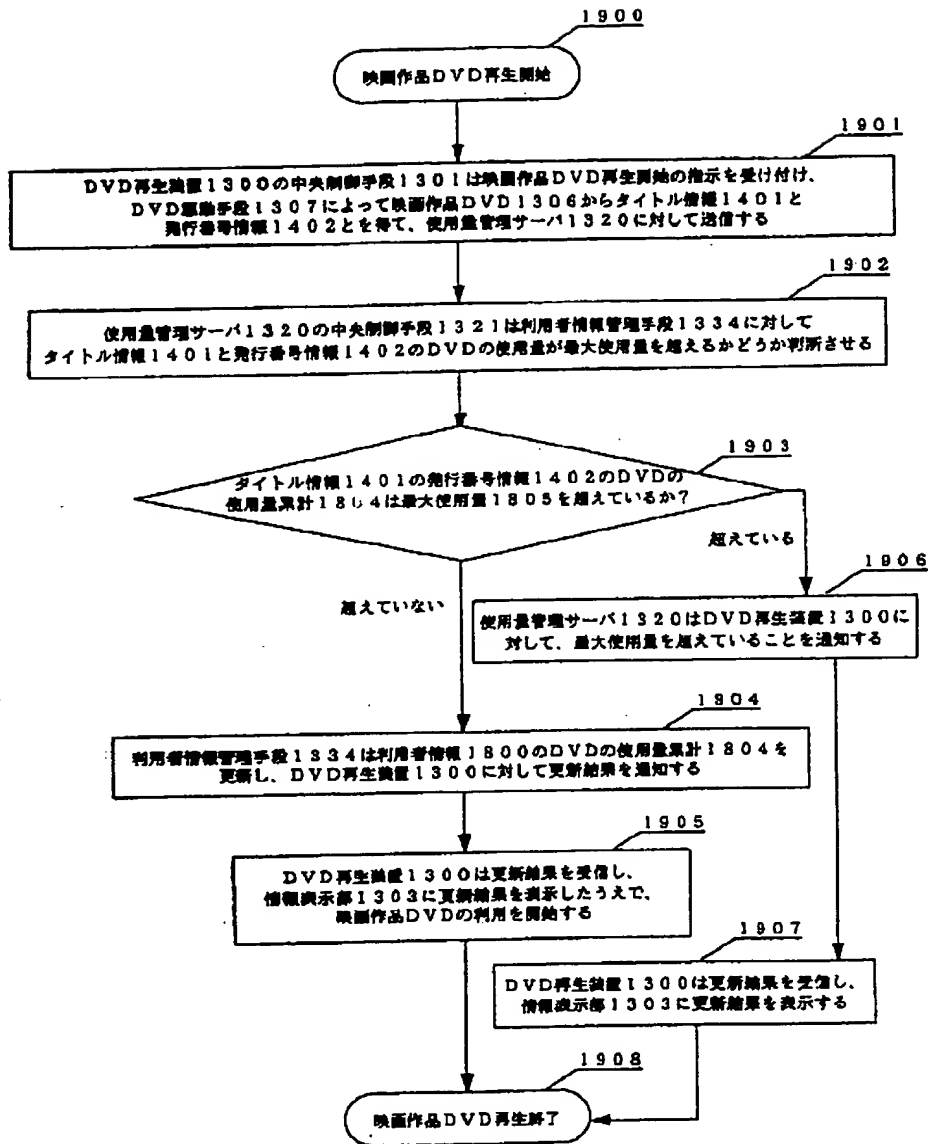 1900
映画作品DVD再生開始
1901
DVD再生装置1300の中央制御手段1301は映画作品DVD再生開始の指示を受け付け、
DVD駆動手段1307によって映画作品DVD1306からタイトル情報1401と
発行番号情報1402とを得て、使用量管理サーバ1320に対して送信する
1902
使用量管理サーバ1320の中央制御手段1321は利用者情報管理手段1334に対して
タイトル情報1401と発行番号情報1402のDVDの使用量が最大使用量を越えるかどうか判断させる
1903
タイトル情報1401の発行番号情報1402のDVDの
使用量累計1804は最大使用量1805を超えているか?
超えている
超えていない
1906
使用量管理サーバ1320はDVD再生装置1300に
対して、最大使用量を超えていることを通知する
1904
利用者情報管理手段1334は利用者情報1800のDVDの使用量累計1804を
更新し、DVD再生装置1300に対して更新結果を通知する
1905
DVD再生装置1300は更新結果を受信し、
情報表示部1303に更新結果を表示したうえで、
映画作品DVDの利用を開始する
1907
DVD再生装置1300は更新結果を受信し、
情報表示部1303に更新結果を表示する
1908
映画作品DVD再生終了